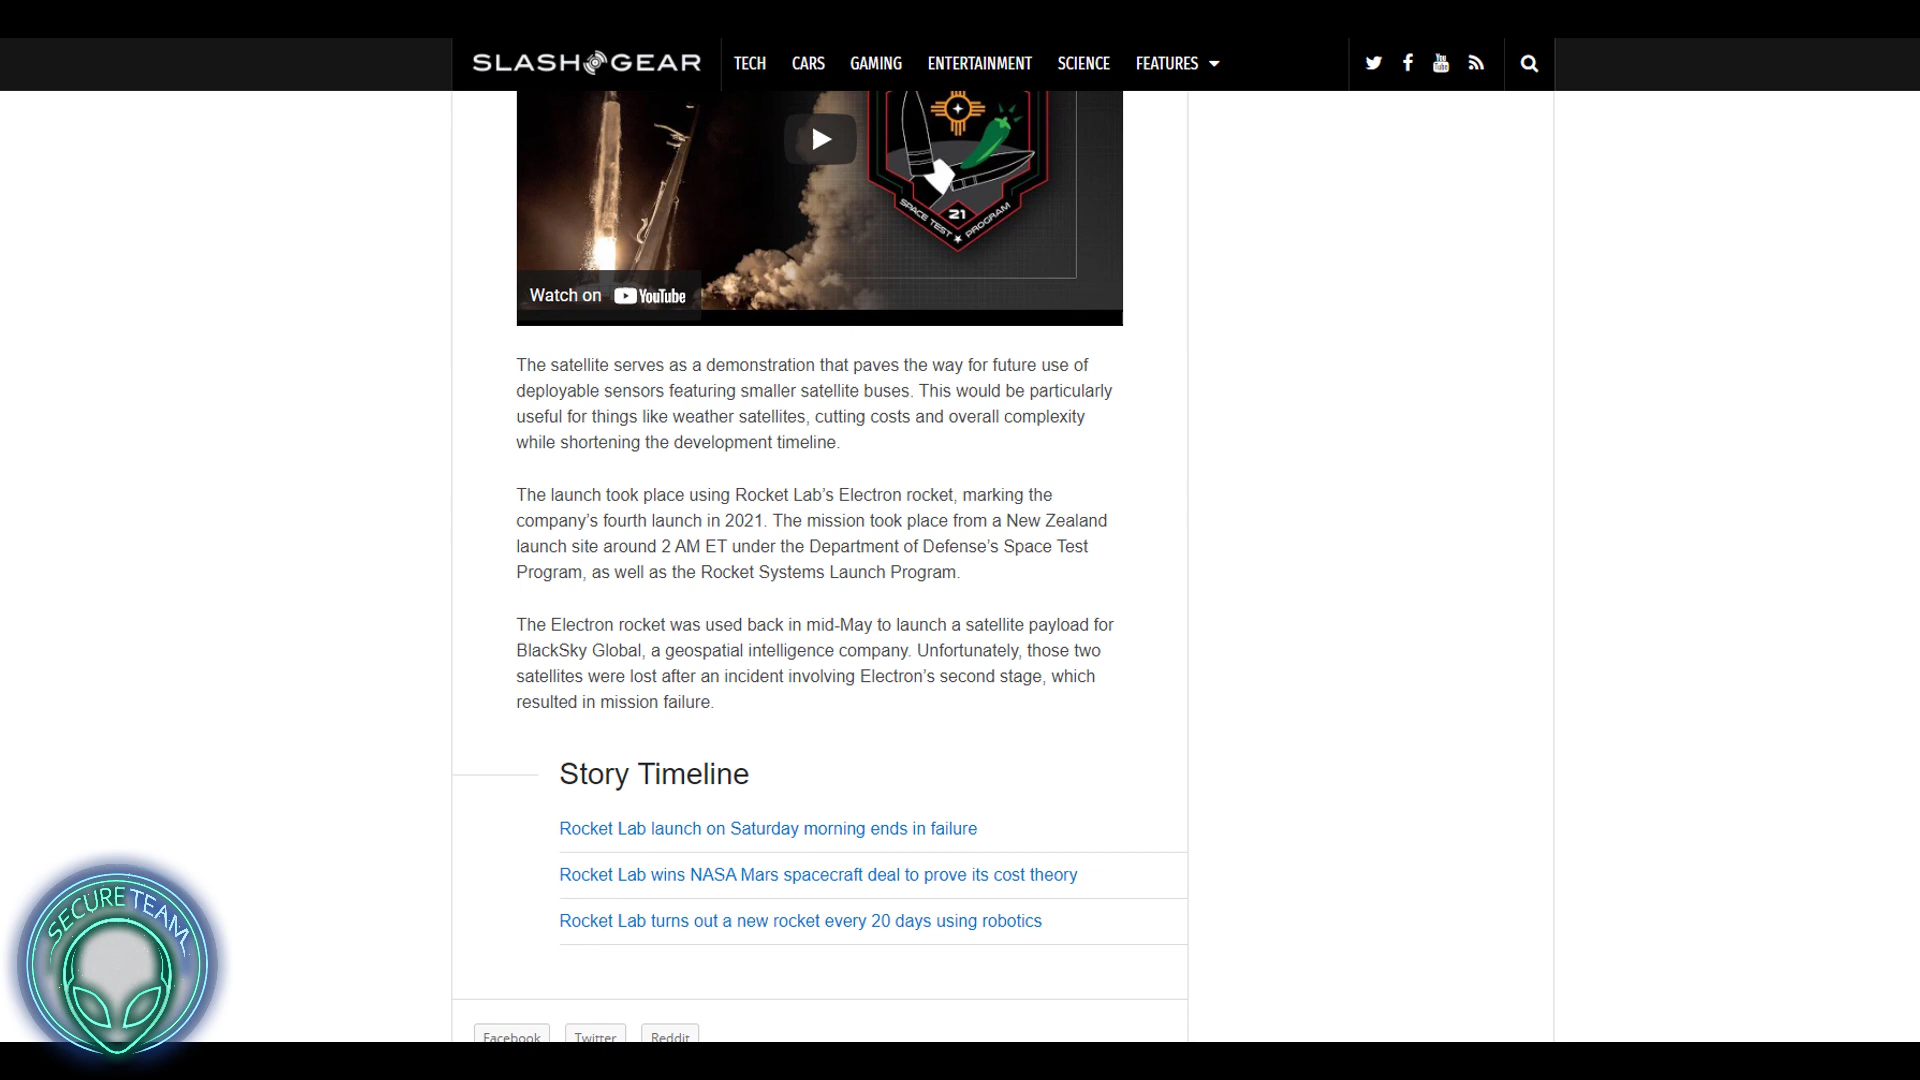 SLASHGEAR
TECH CARS GAMING ENTERTAINMENT SCIENCE FEATURES
You Tube
SPACE TEST ★ PROGRAM
21
Watch on YouTube
The satellite serves as a demonstration that paves the way for future use of
deployable sensors featuring smaller satellite buses. This would be particularly
useful for things like weather satellites, cutting costs and overall complexity
while shortening the development timeline.
The launch took place using Rocket Lab’s Electron rocket, marking the
company’s fourth launch in 2021. The mission took place from a New Zealand
launch site around 2 AM ET under the Department of Defense’s Space Test
Program, as well as the Rocket Systems Launch Program.
The Electron rocket was used back in mid-May to launch a satellite payload for
BlackSky Global, a geospatial intelligence company. Unfortunately, those two
satellites were lost after an incident involving Electron’s second stage, which
resulted in mission failure.
Story Timeline
Rocket Lab launch on Saturday morning ends in failure
Rocket Lab wins NASA Mars spacecraft deal to prove its cost theory
Rocket Lab turns out a new rocket every 20 days using robotics
SECURETEAM
Facebook Twitter Reddit